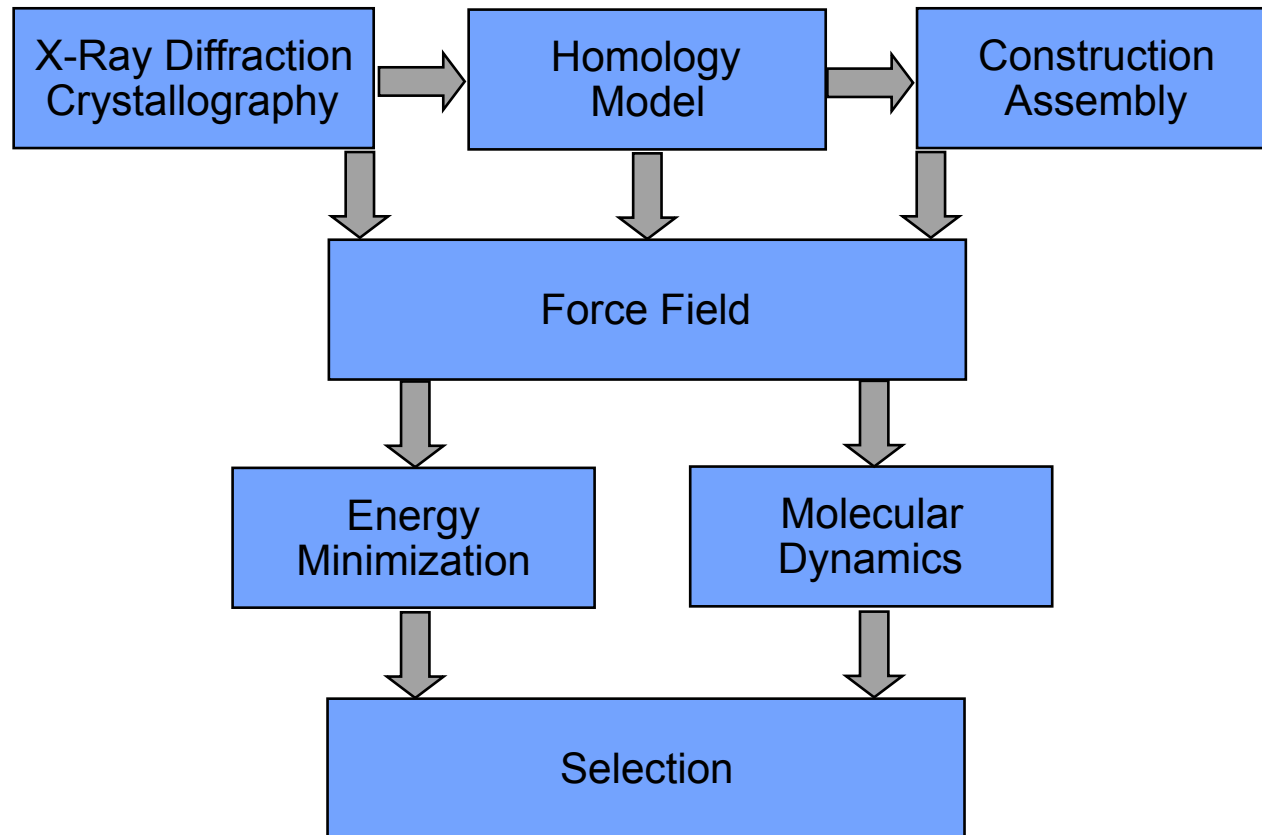 X-Ray Diffraction
Crystallography
Homology
Model
Construction
Assembly
Force Field
Energy
Minimization
Molecular
Dynamics
Selection